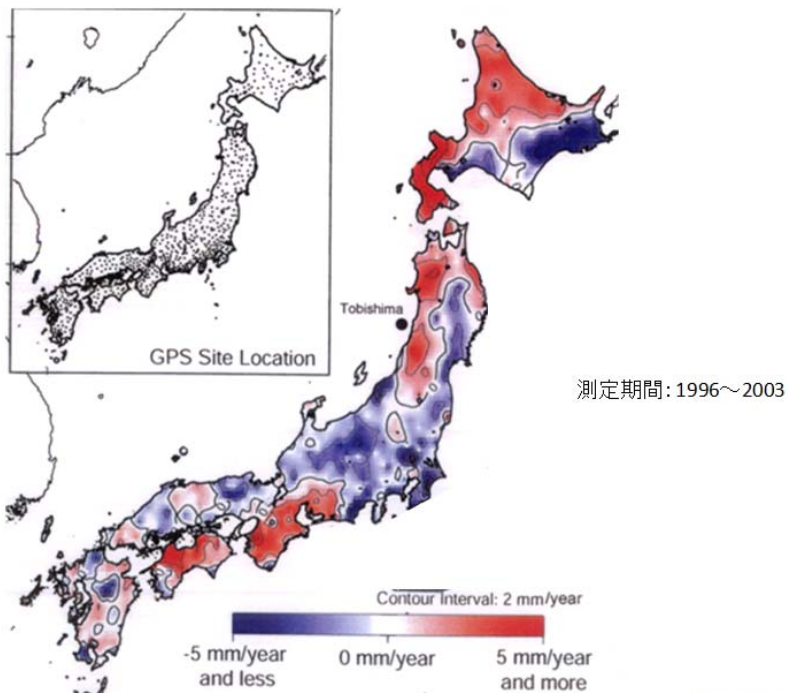 GPS Site Location
Tobishima
測定期間：1996～2003
Contour Interval: 2 mm/year
-5 mm/year
and less
0 mm/year
5 mm/year
and more